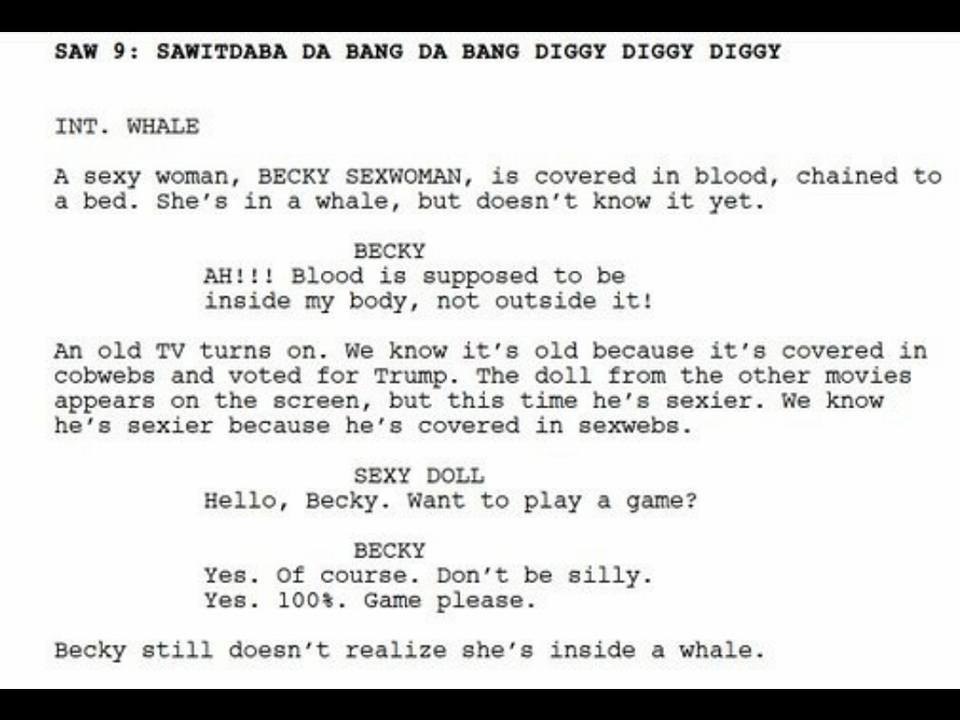 SAW 9: SAWITDABA DA BANG DA BANG DIGGY DIGGY DIGGY
INT. WHALE
A sexy woman, BECKY SEXWOMAN, is covered in blood, chained to
a bed. She's in a whale, but doesn't know it yet.
BECKY
AH!!! Blood is supposed to be
inside my body, not outside it!
An old TV turns on. We know it's old because it's covered in
cobwebs and voted for Trump. The doll from the other movies
appears on the screen, but this time he's sexier. We know
he's sexier because he's covered in sexwebs.
SEXY DOLL
Hello, Becky. Want to play a game?
BECKY
Yes. Of course. Don't be silly.
Yes. 100%. Game please.
Becky still doesn't realize she's inside a whale.